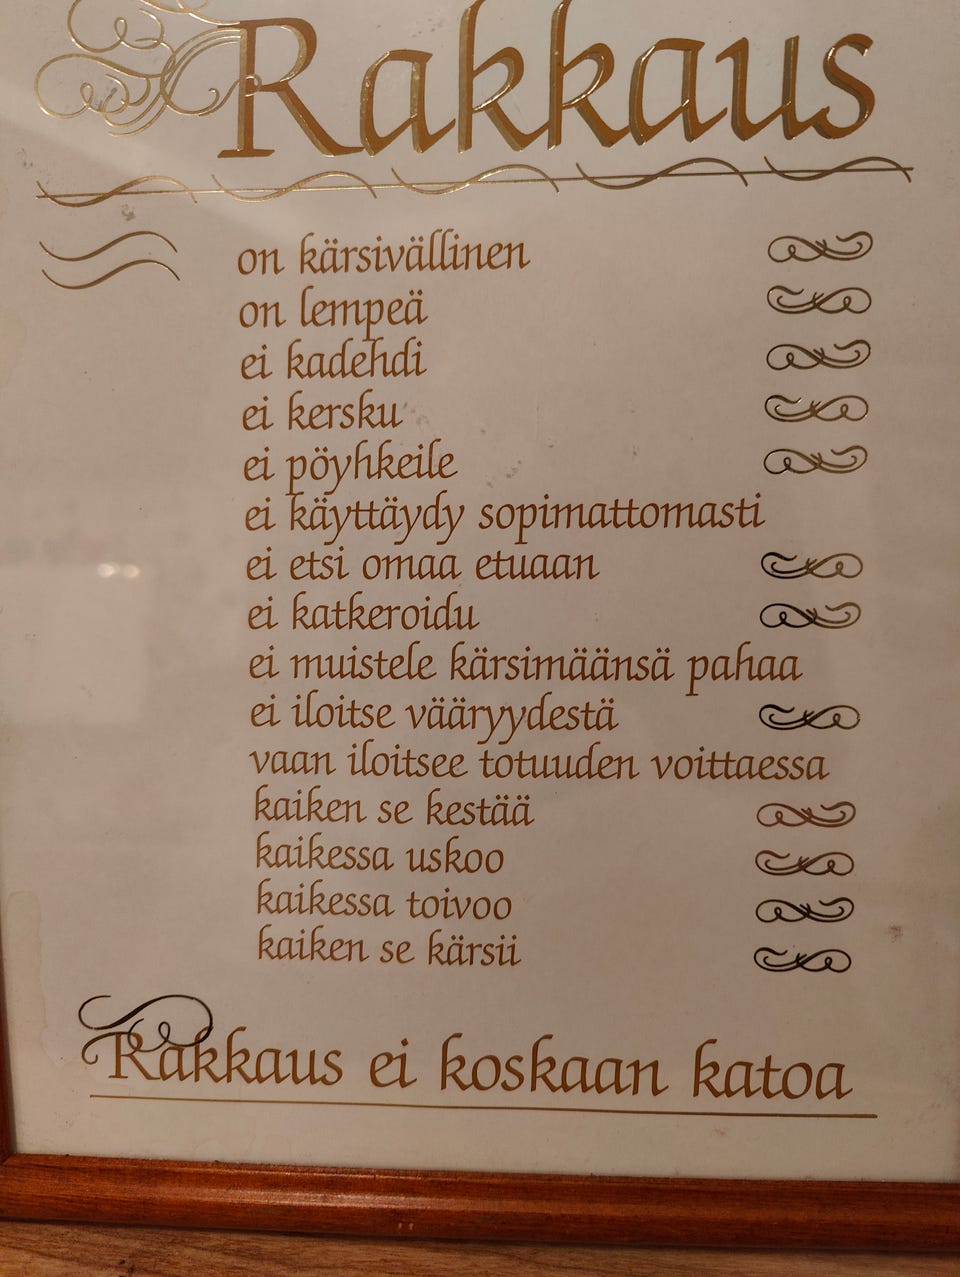 Rakkaus
on kärsivällinen
on lempeä
ei kadehdi
ei kersku
ei pöyhkeile
ei käyttäydy sopimattomasti
ei etsi omaa etuaan
ei katkeroidu
ei muistele kärsimäänsä pahaa
ei iloitse vääryydestä
vaan iloitsee totuuden voittaessa
kaiken se kestää
kaikessa uskoo
kaikessa toivoo
kaiken se kärsii
Rakkaus ei koskaan katoa